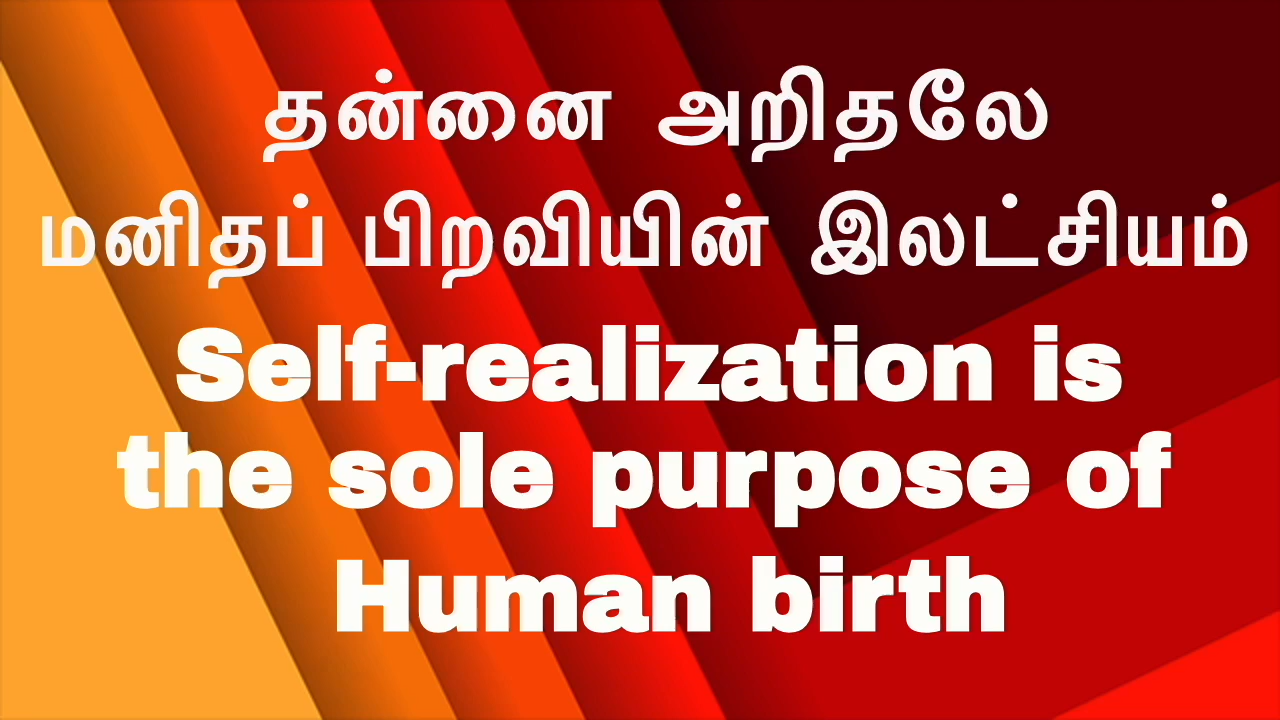 தன்னை அறிதலே
மனிதப் பிறவியின் இலட்சியம்
Self-realization is
the sole purpose of
Human birth